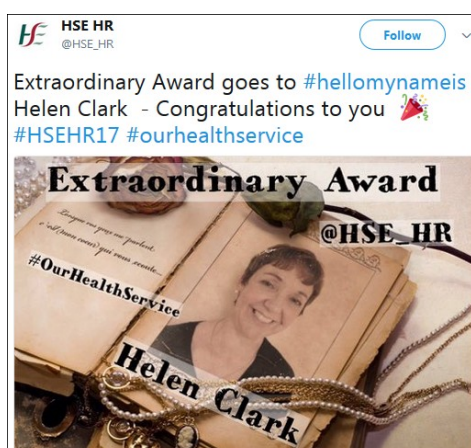 HSE HR
@HSE_HR
Follow
Extraordinary Award goes to #hellomynameis
Helen Clark - Congratulations to you 🎉
#HSEHR17 #ourhealthservice
Extraordinary Award
@HSE_HR
#OurHealthService
Helen Clark